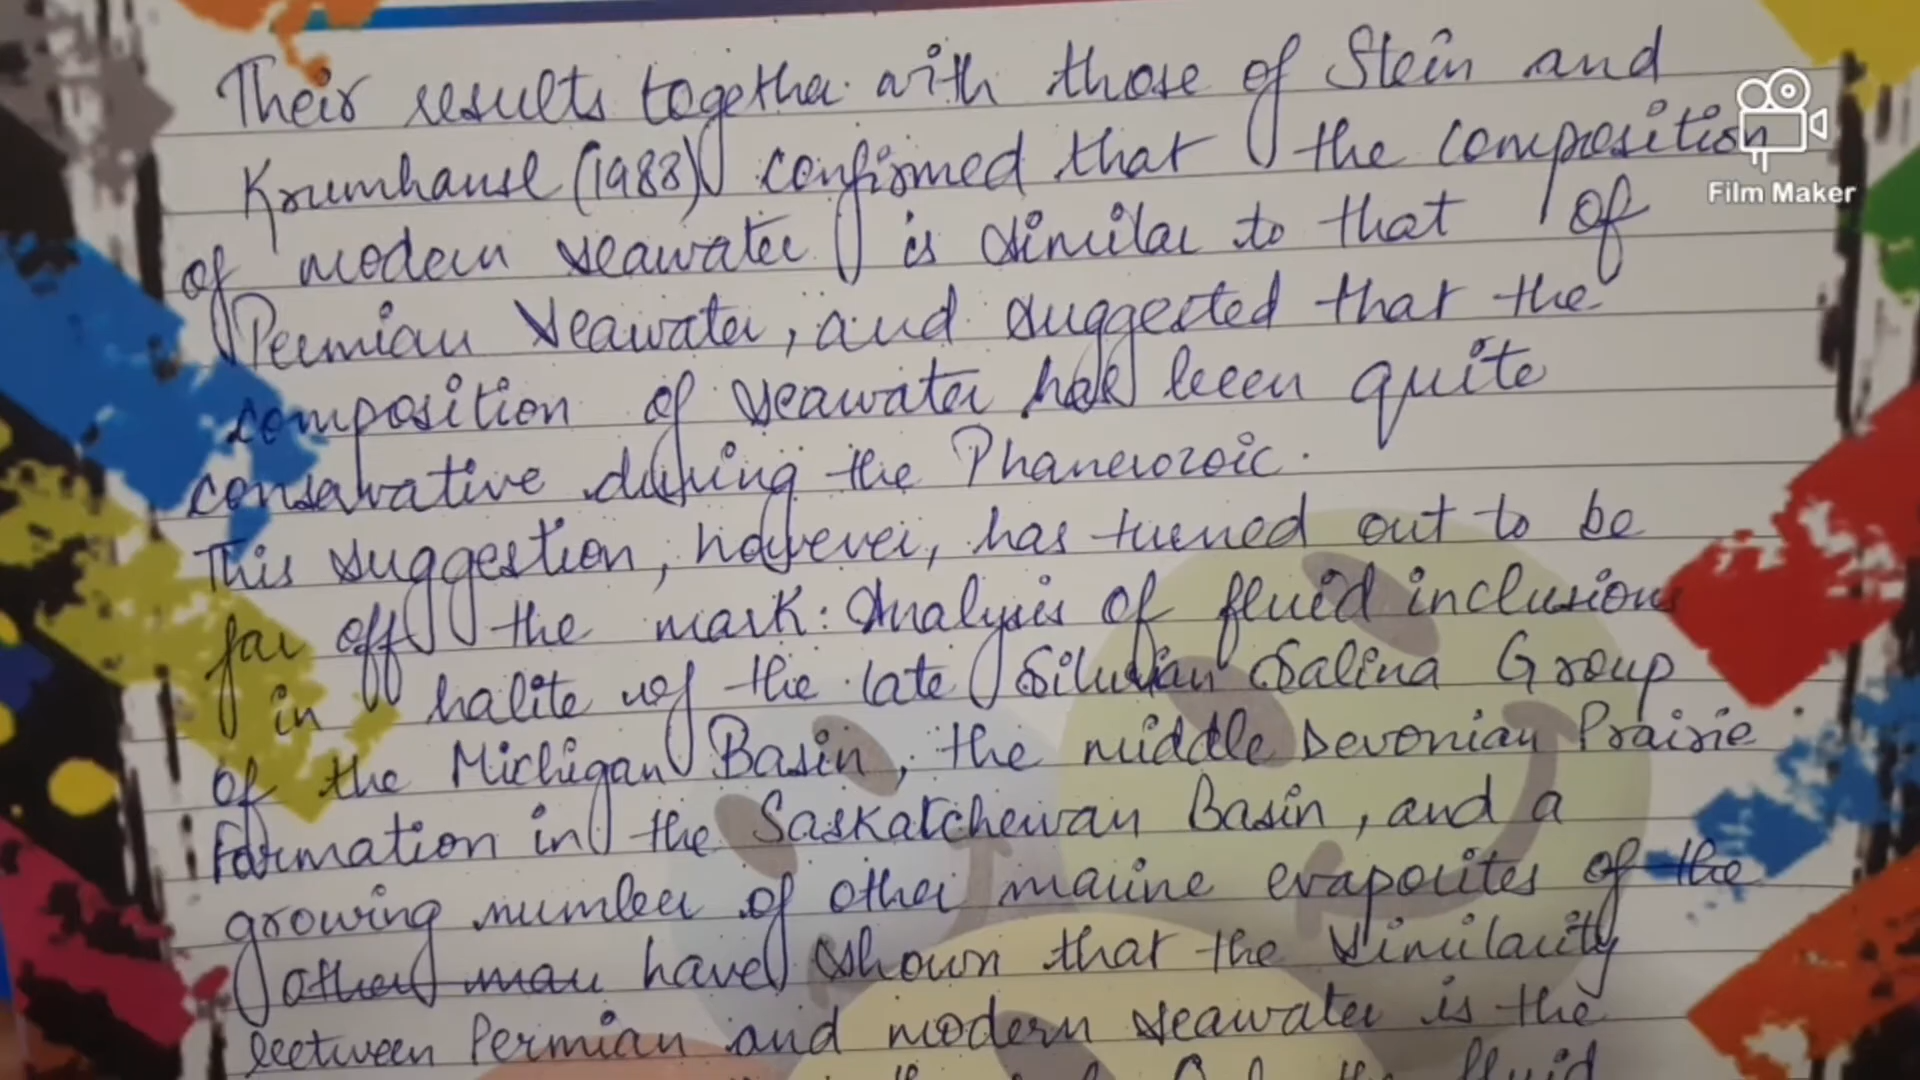 Their results together with those of Stein and
Krumhansl (1988) confirmed that the composition
of modern seawater is similar to that of
Permian Seawater, and suggested that the
composition of seawater has been quite
conservative during the Phanerozoic.
This suggestion, however, has turned out to be
far off the mark: Analysis of fluid inclusions
in halite of the late Silurian Salina Group
of the Michigan Basin, the middle Devonian Prairie
Formation in the Saskatchewan Basin, and a
growing number of other marine evaporites of the
other mar have shown that the similarity
between Permian and modern seawater is the
the fluid
Film Maker